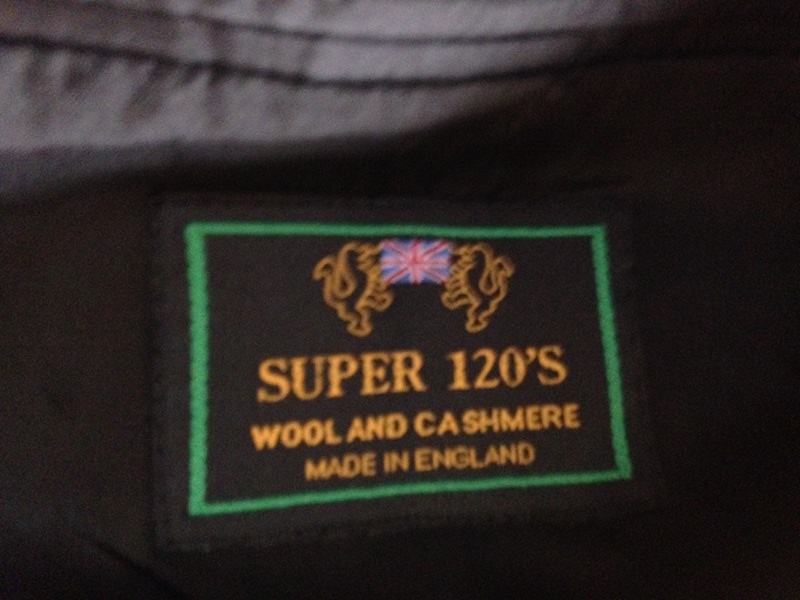 SUPER 120'S
WOOL AND CASHMERE
MADE IN ENGLAND